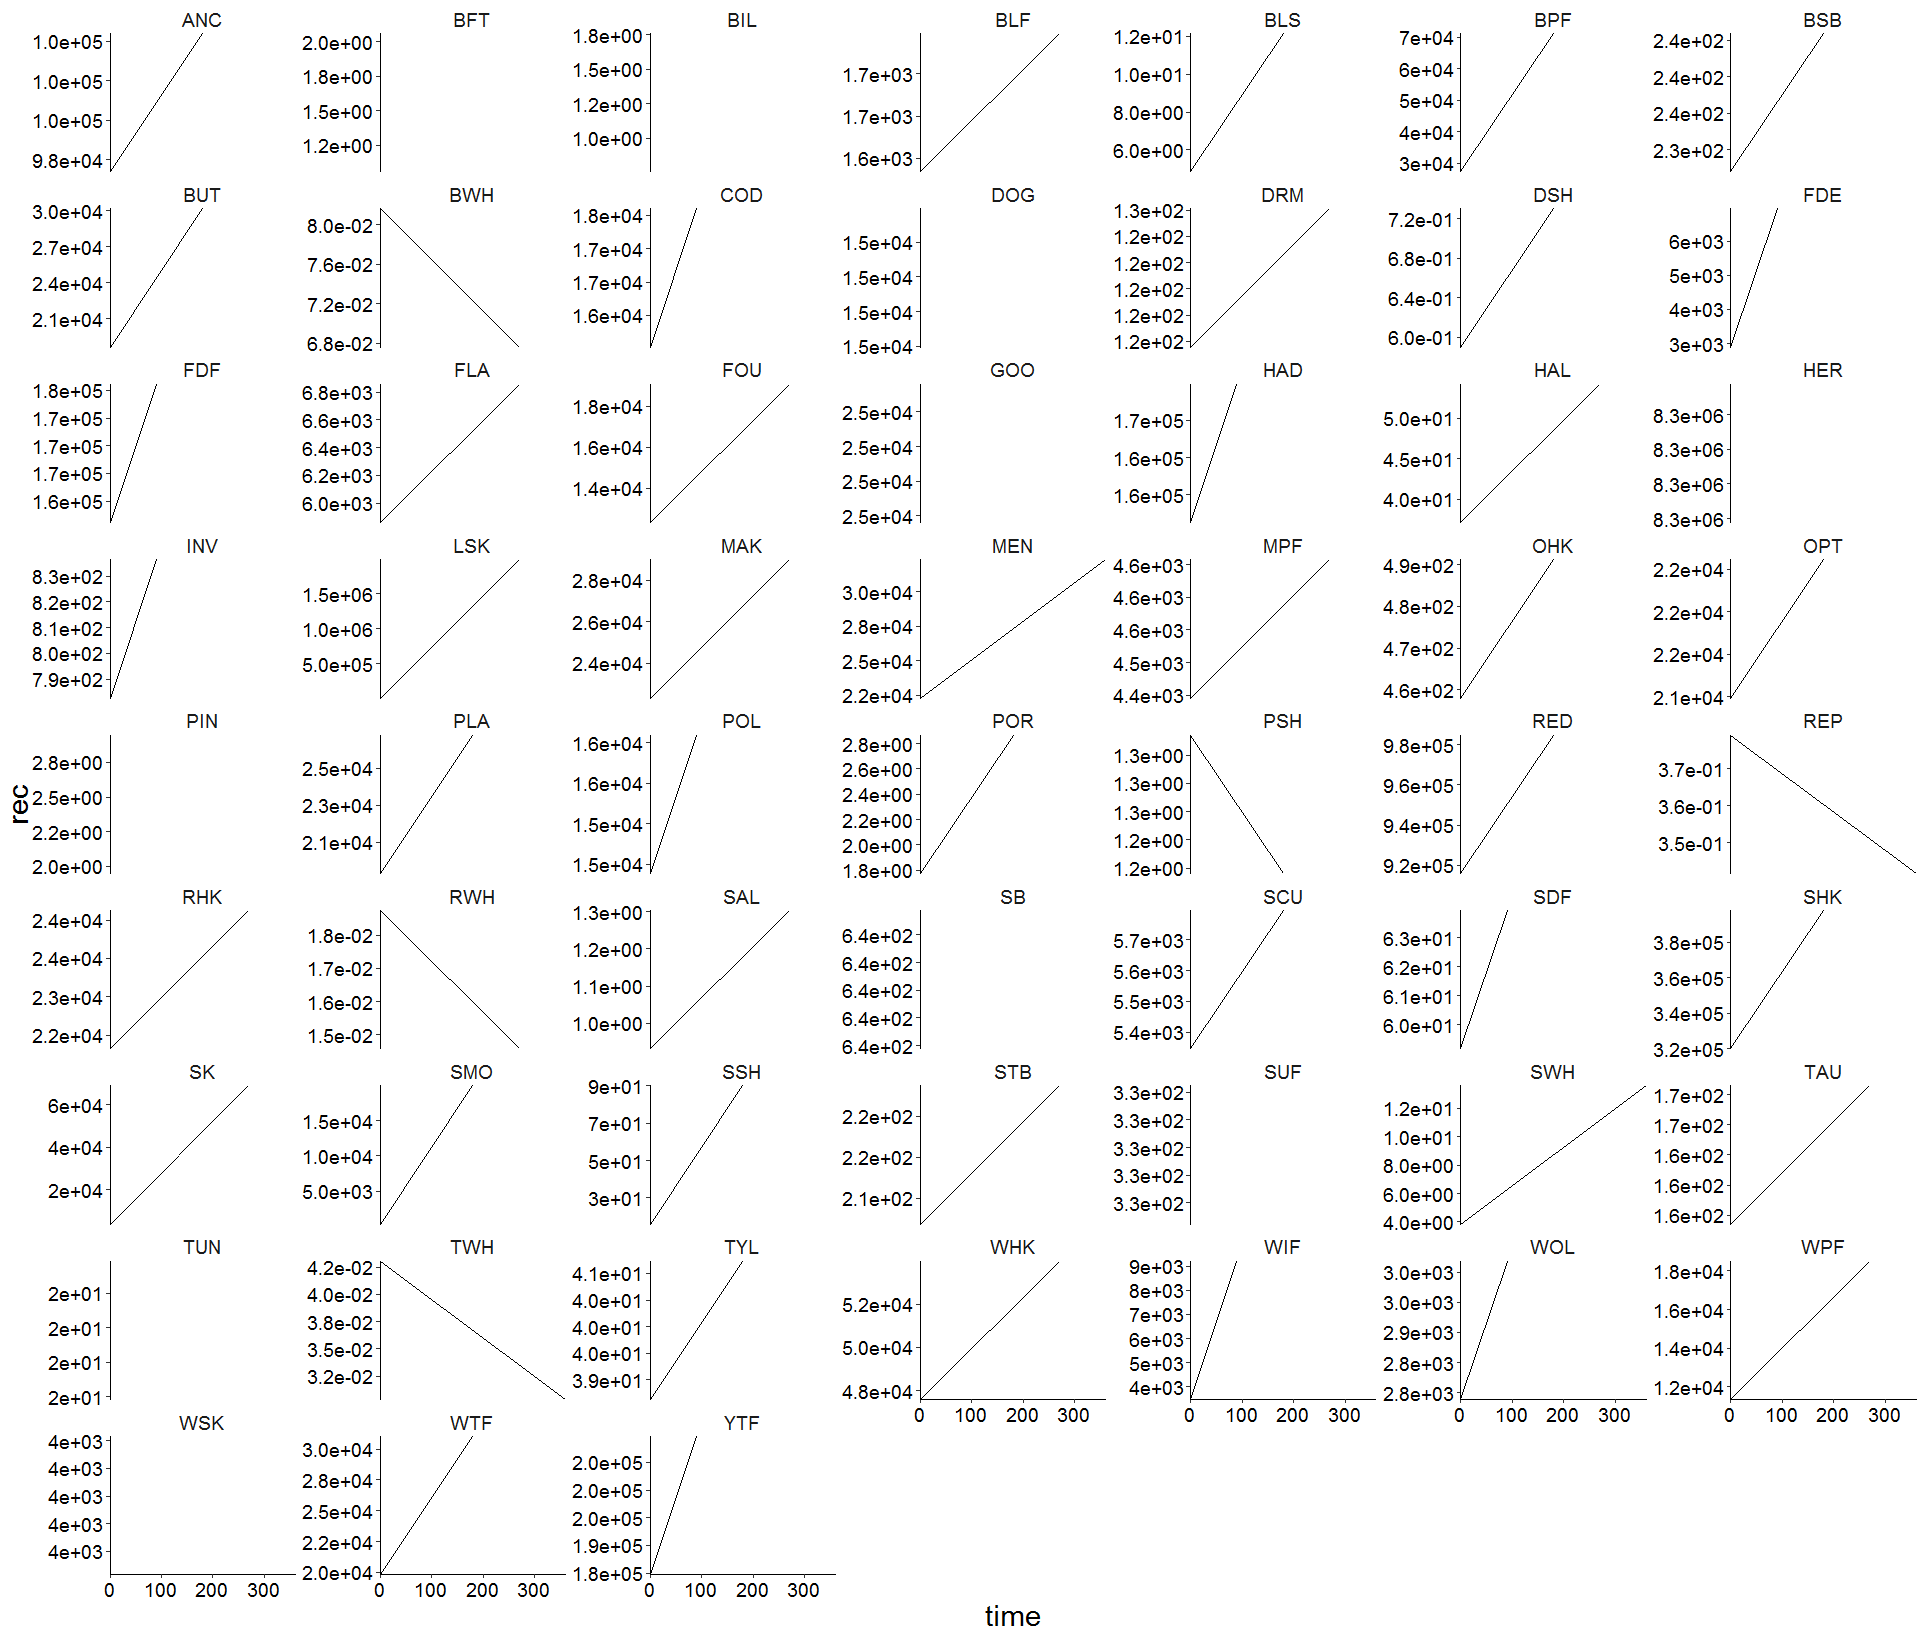 ANC BFT BIL BLF BLS BPF BSB
1.0e+05 1.0e+05 1.0e+05 9.8e+04
2.0e+00 1.8e+00 1.5e+00 1.2e+00
1.8e+00 1.5e+00 1.2e+00 1.0e+00
1.7e+03 1.7e+03 1.6e+03
1.2e+01 1.0e+01 8.0e+00 6.0e+00
7e+04 6e+04 5e+04 4e+04 3e+04
2.4e+02 2.4e+02 2.4e+02 2.3e+02
BUT BWH COD DOG DRM DSH FDE
3.0e+04 2.7e+04 2.4e+04 2.1e+04
8.0e-02 7.6e-02 7.2e-02 6.8e-02
1.8e+04 1.7e+04 1.7e+04 1.6e+04
1.5e+04 1.5e+04 1.5e+04 1.5e+04
1.3e+02 1.2e+02 1.2e+02 1.2e+02 1.2e+02 1.2e+02
7.2e-01 6.8e-01 6.4e-01 6.0e-01
6e+03 5e+03 4e+03 3e+03
FDF FLA FOU GOO HAD HAL HER
1.8e+05 1.7e+05 1.7e+05 1.7e+05 1.6e+05
6.8e+03 6.6e+03 6.4e+03 6.2e+03 6.0e+03
1.8e+04 1.6e+04 1.4e+04
2.5e+04 2.5e+04 2.5e+04 2.5e+04
1.7e+05 1.6e+05 1.6e+05
5.0e+01 4.5e+01 4.0e+01
8.3e+06 8.3e+06 8.3e+06 8.3e+06
INV LSK MAK MEN MPF OHK OPT
8.3e+02 8.2e+02 8.1e+02 8.0e+02 7.9e+02
1.5e+06 1.0e+06 5.0e+05
2.8e+04 2.6e+04 2.4e+04
3.0e+04 2.8e+04 2.5e+04 2.2e+04
4.6e+03 4.6e+03 4.6e+03 4.5e+03 4.4e+03
4.9e+02 4.8e+02 4.7e+02 4.6e+02
2.2e+04 2.2e+04 2.2e+04 2.1e+04
PIN PLA POL POR PSH RED REP
2.8e+00 2.5e+00 2.2e+00 2.0e+00
2.5e+04 2.3e+04 2.1e+04
1.6e+04 1.6e+04 1.5e+04 1.5e+04
2.8e+00 2.6e+00 2.4e+00 2.2e+00 2.0e+00 1.8e+00
1.3e+00 1.3e+00 1.3e+00 1.2e+00 1.2e+00
9.8e+05 9.6e+05 9.4e+05 9.2e+05
3.7e-01 3.6e-01 3.5e-01
rec
RHK RWH SAL SB SCU SDF SHK
2.4e+04 2.4e+04 2.3e+04 2.2e+04
1.8e-02 1.7e-02 1.6e-02 1.5e-02
1.3e+00 1.2e+00 1.1e+00 1.0e+00
6.4e+02 6.4e+02 6.4e+02 6.4e+02 6.4e+02
5.7e+03 5.6e+03 5.5e+03 5.4e+03
6.3e+01 6.2e+01 6.1e+01 6.0e+01
3.8e+05 3.6e+05 3.4e+05 3.2e+05
SK SMO SSH STB SUF SWH TAU
6e+04 4e+04 2e+04
1.5e+04 1.0e+04 5.0e+03
9e+01 7e+01 5e+01 3e+01
2.2e+02 2.2e+02 2.1e+02
3.3e+02 3.3e+02 3.3e+02 3.3e+02 3.3e+02
1.2e+01 1.0e+01 8.0e+00 6.0e+00 4.0e+00
1.7e+02 1.7e+02 1.6e+02 1.6e+02 1.6e+02
TUN TWH TYL WHK WIF WOL WPF
2e+01 2e+01 2e+01 2e+01
4.2e-02 4.0e-02 3.8e-02 3.5e-02 3.2e-02
4.1e+01 4.0e+01 4.0e+01 4.0e+01 3.9e+01
5.2e+04 5.0e+04 4.8e+04
9e+03 8e+03 7e+03 6e+03 5e+03 4e+03
3.0e+03 3.0e+03 2.9e+03 2.8e+03 2.8e+03
1.8e+04 1.6e+04 1.4e+04 1.2e+04
0 100 200 300 0 100 200 300 0 100 200 300 0 100 200 300
WSK WTF YTF
4e+03 4e+03 4e+03 4e+03 4e+03
3.0e+04 2.8e+04 2.5e+04 2.2e+04 2.0e+04
2.0e+05 2.0e+05 2.0e+05 1.9e+05 1.8e+05
0 100 200 300 0 100 200 300 0 100 200 300
time